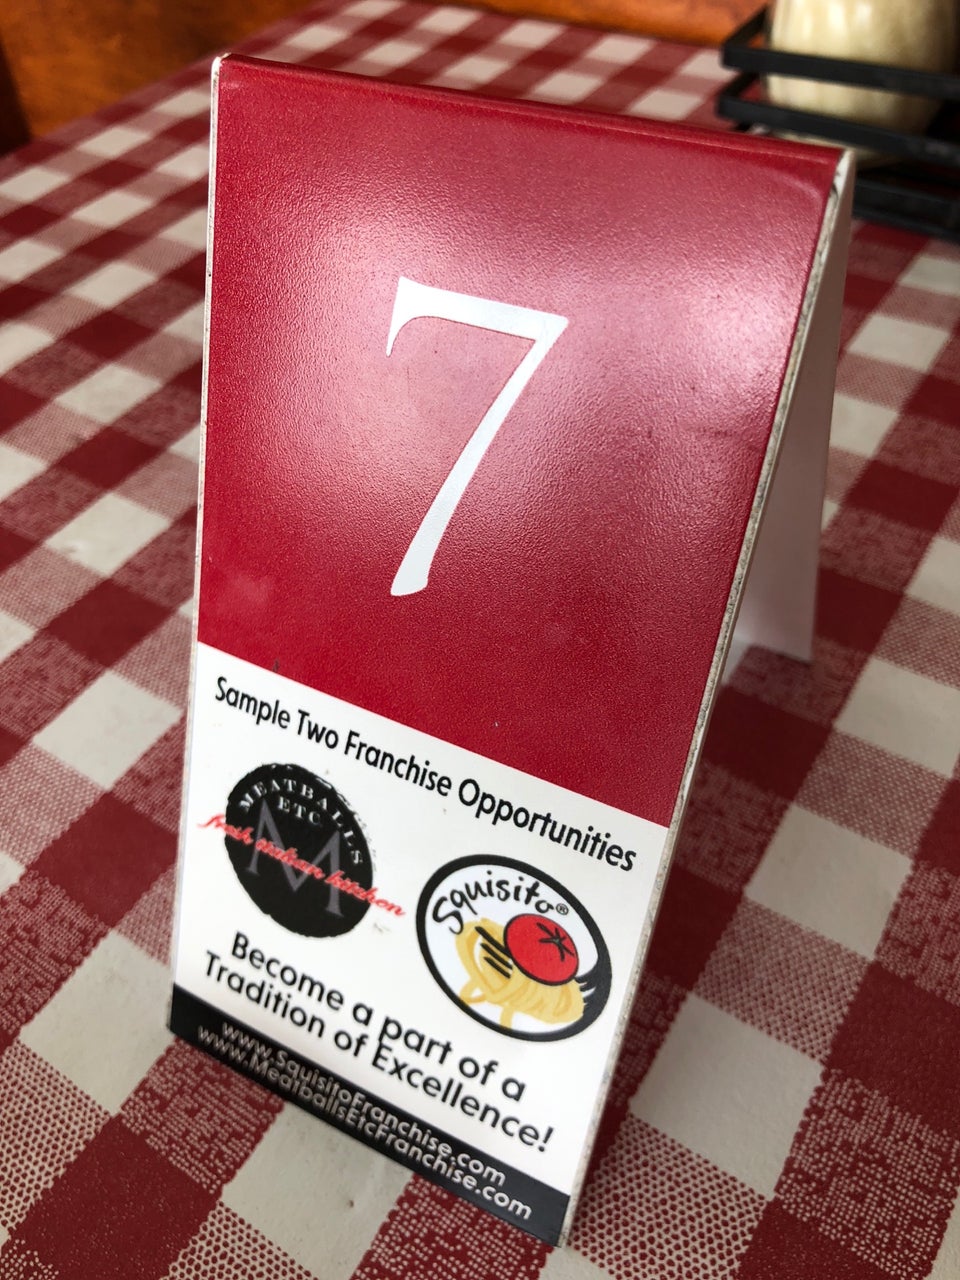 7
Sample Two Franchise Opportunities
MEATBALLS
ETC
M
fresh italian kitchen
Squisito®
Become a part of a
Tradition of Excellence!
www.SquisitoFranchise.com
www.MeatballsEtcFranchise.com